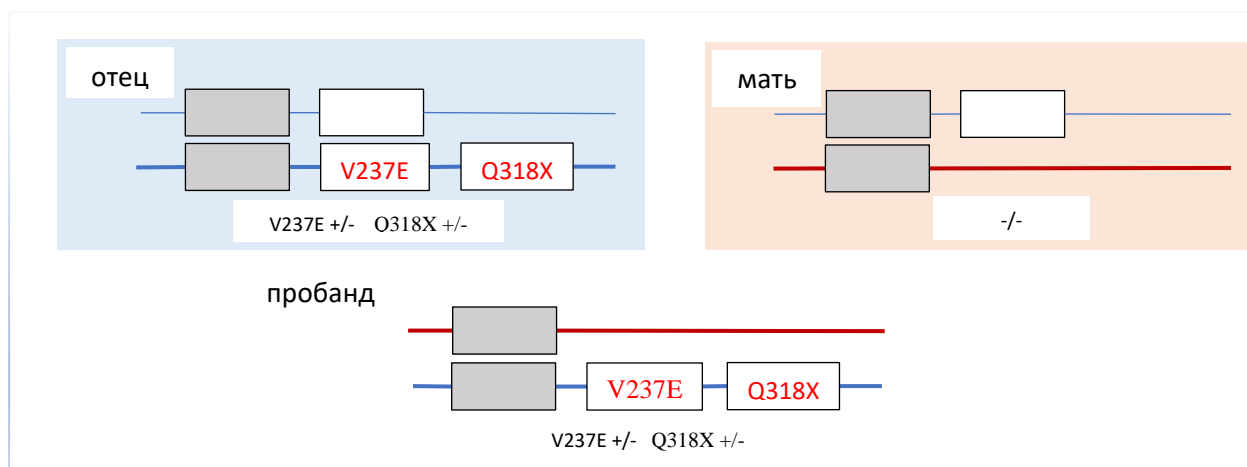 отец
V237E Q318X
V237E +/- Q318X +/-
мать
-/-
пробанд
V237E Q318X
V237E +/- Q318X +/-